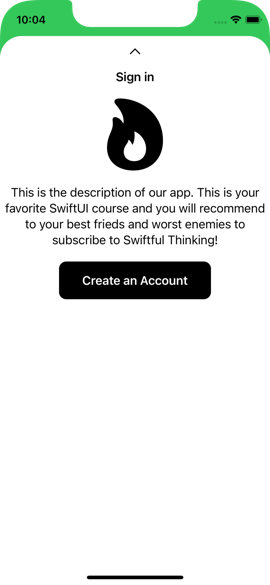 10:04
Sign in
This is the description of our app. This is your
favorite SwiftUI course and you will recommend
to your best frieds and worst enemies to
subscribe to Swiftful Thinking!
Create an Account